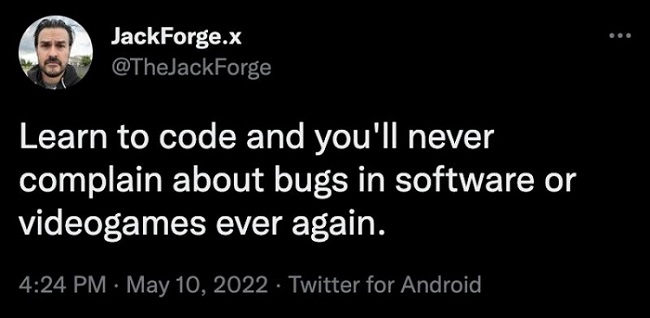 JackForge.x
@TheJackForge
Learn to code and you'll never
complain about bugs in software or
videogames ever again.
4:24 PM · May 10, 2022 · Twitter for Android